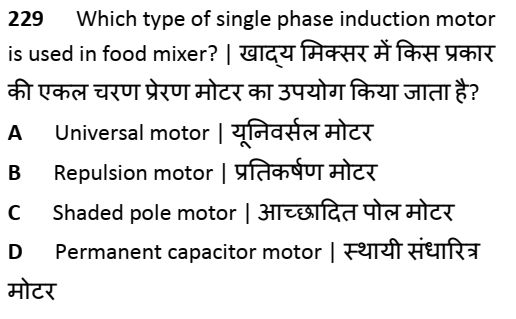 229 Which type of single phase induction motor
is used in food mixer? | खाद्य मिक्सर में किस प्रकार
की एकल चरण प्रेरण मोटर का उपयोग किया जाता है?
A Universal motor | यूनिवर्सल मोटर
B Repulsion motor | प्रतिकर्षण मोटर
C Shaded pole motor | आच्छादित पोल मोटर
D Permanent capacitor motor | स्थायी संधारित्र
मोटर